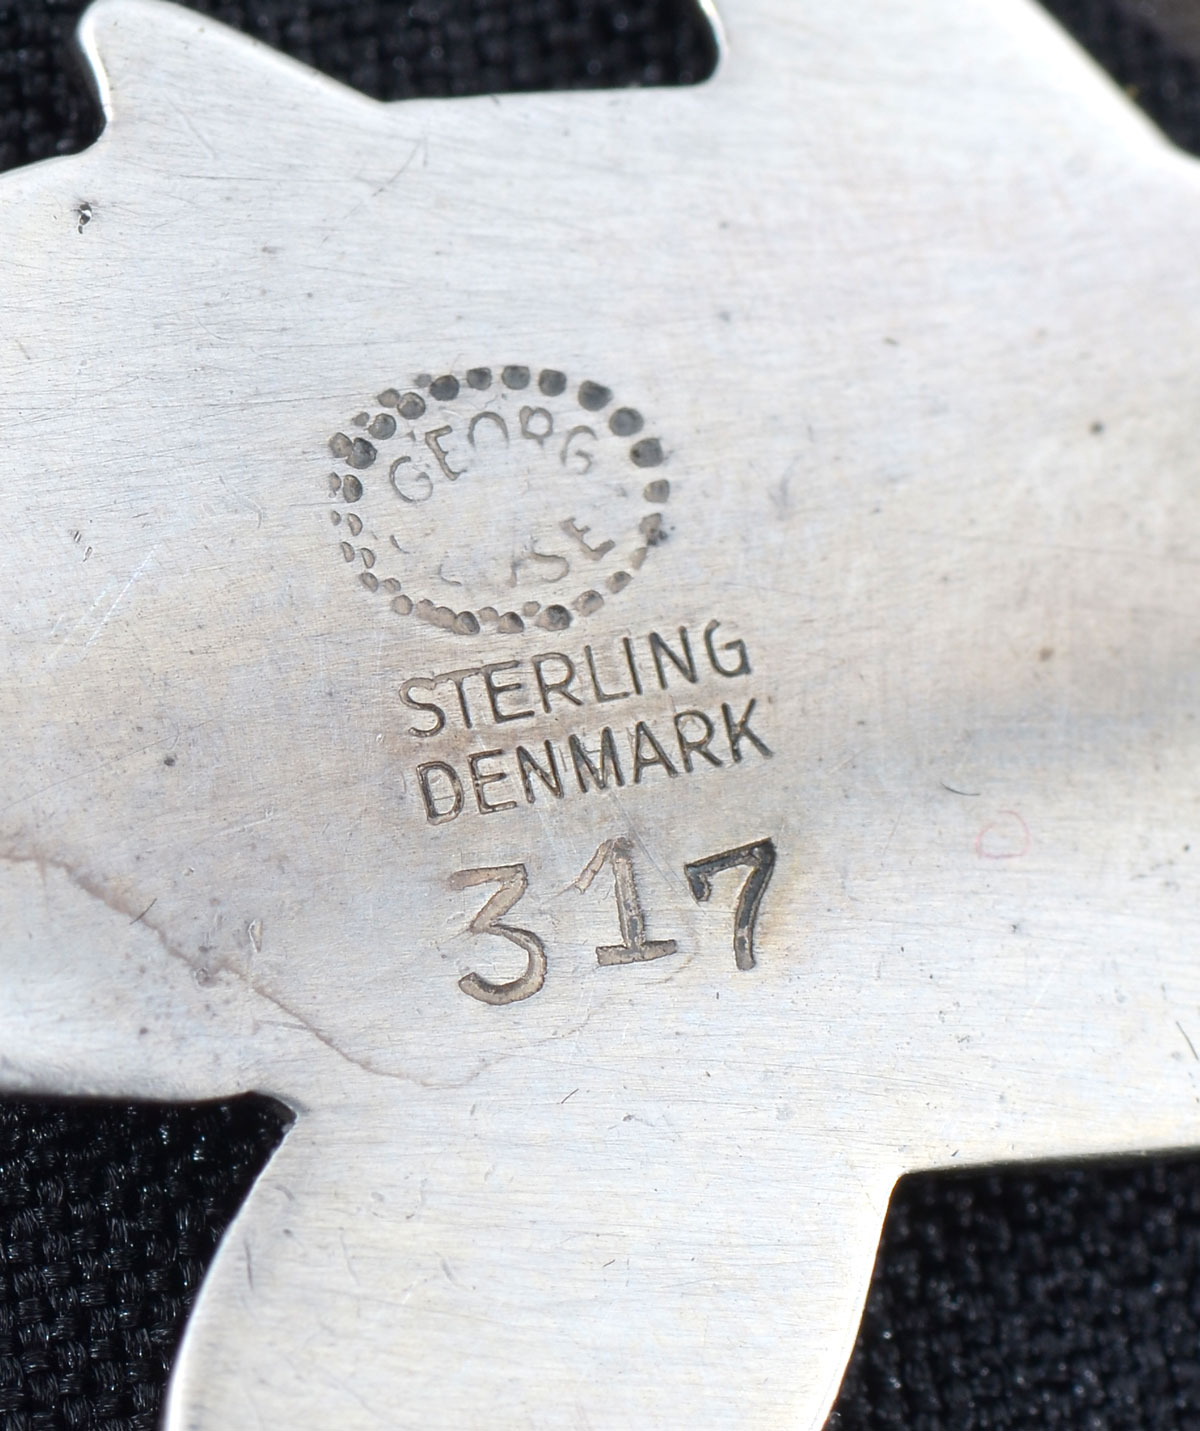 GEORG
STERLING
DENMARK
317